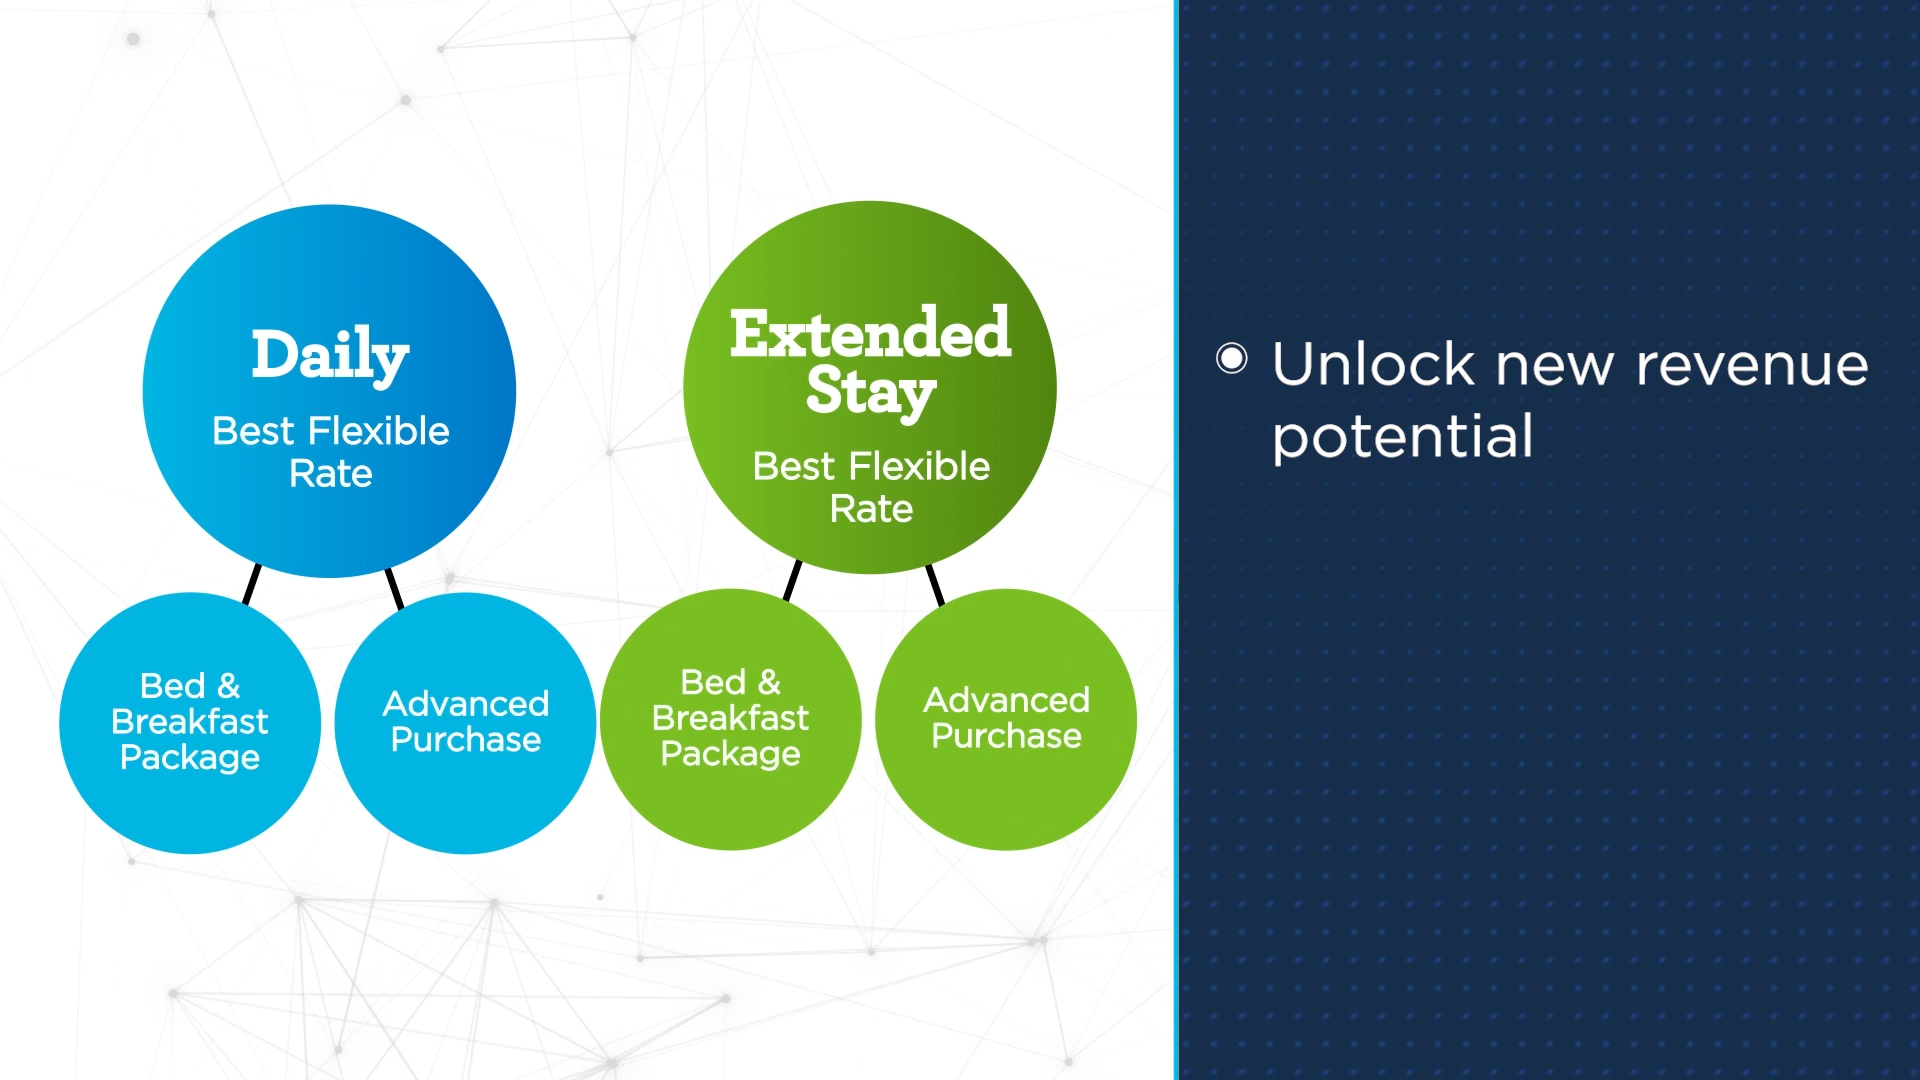 Daily
Best Flexible
Rate
Bed &
Breakfast
Package
Advanced
Purchase
Extended
Stay
Best Flexible
Rate
Bed &
Breakfast
Package
Advanced
Purchase
Unlock new revenue
potential